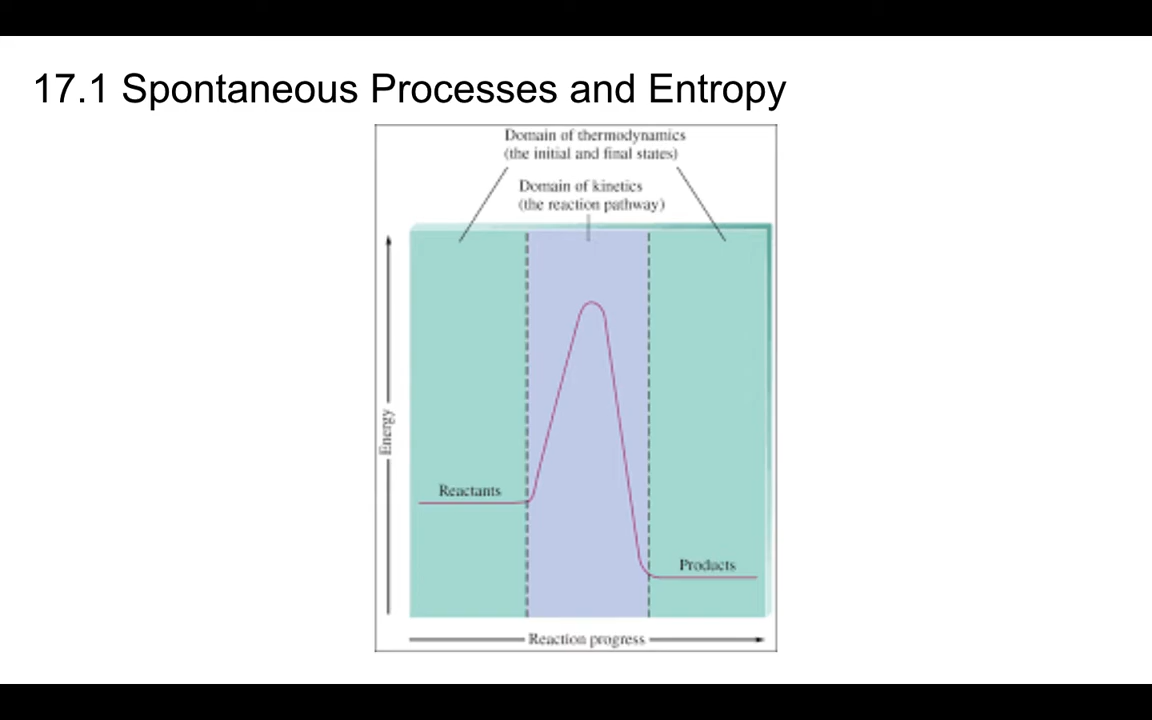 17.1 Spontaneous Processes and Entropy
Domain of thermodynamics
(the initial and final states)
Domain of kinetics
(the reaction pathway)
Energy
Reactants
Products
Reaction progress